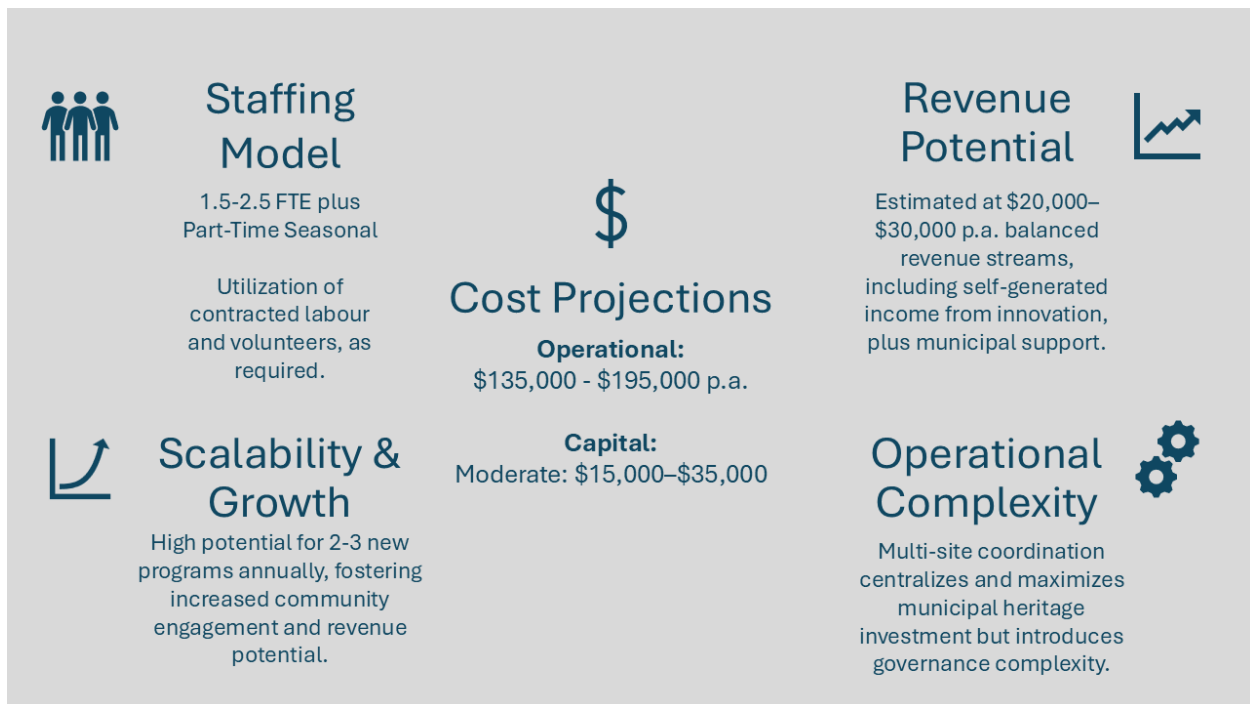 Staffing
Model
1.5-2.5 FTE plus
Part-Time Seasonal
Utilization of
contracted labour
and volunteers, as
required.
Scalability &
Growth
High potential for 2-3 new
programs annually, fostering
increased community
engagement and revenue
potential.
$
Cost Projections
Operational:
$135,000 - $195,000 p.a.
Capital:
Moderate: $15,000–$35,000
Revenue
Potential
Estimated at $20,000–
$30,000 p.a. balanced
revenue streams,
including self-generated
income from innovation,
plus municipal support.
Operational
Complexity
Multi-site coordination
centralizes and maximizes
municipal heritage
investment but introduces
governance complexity.